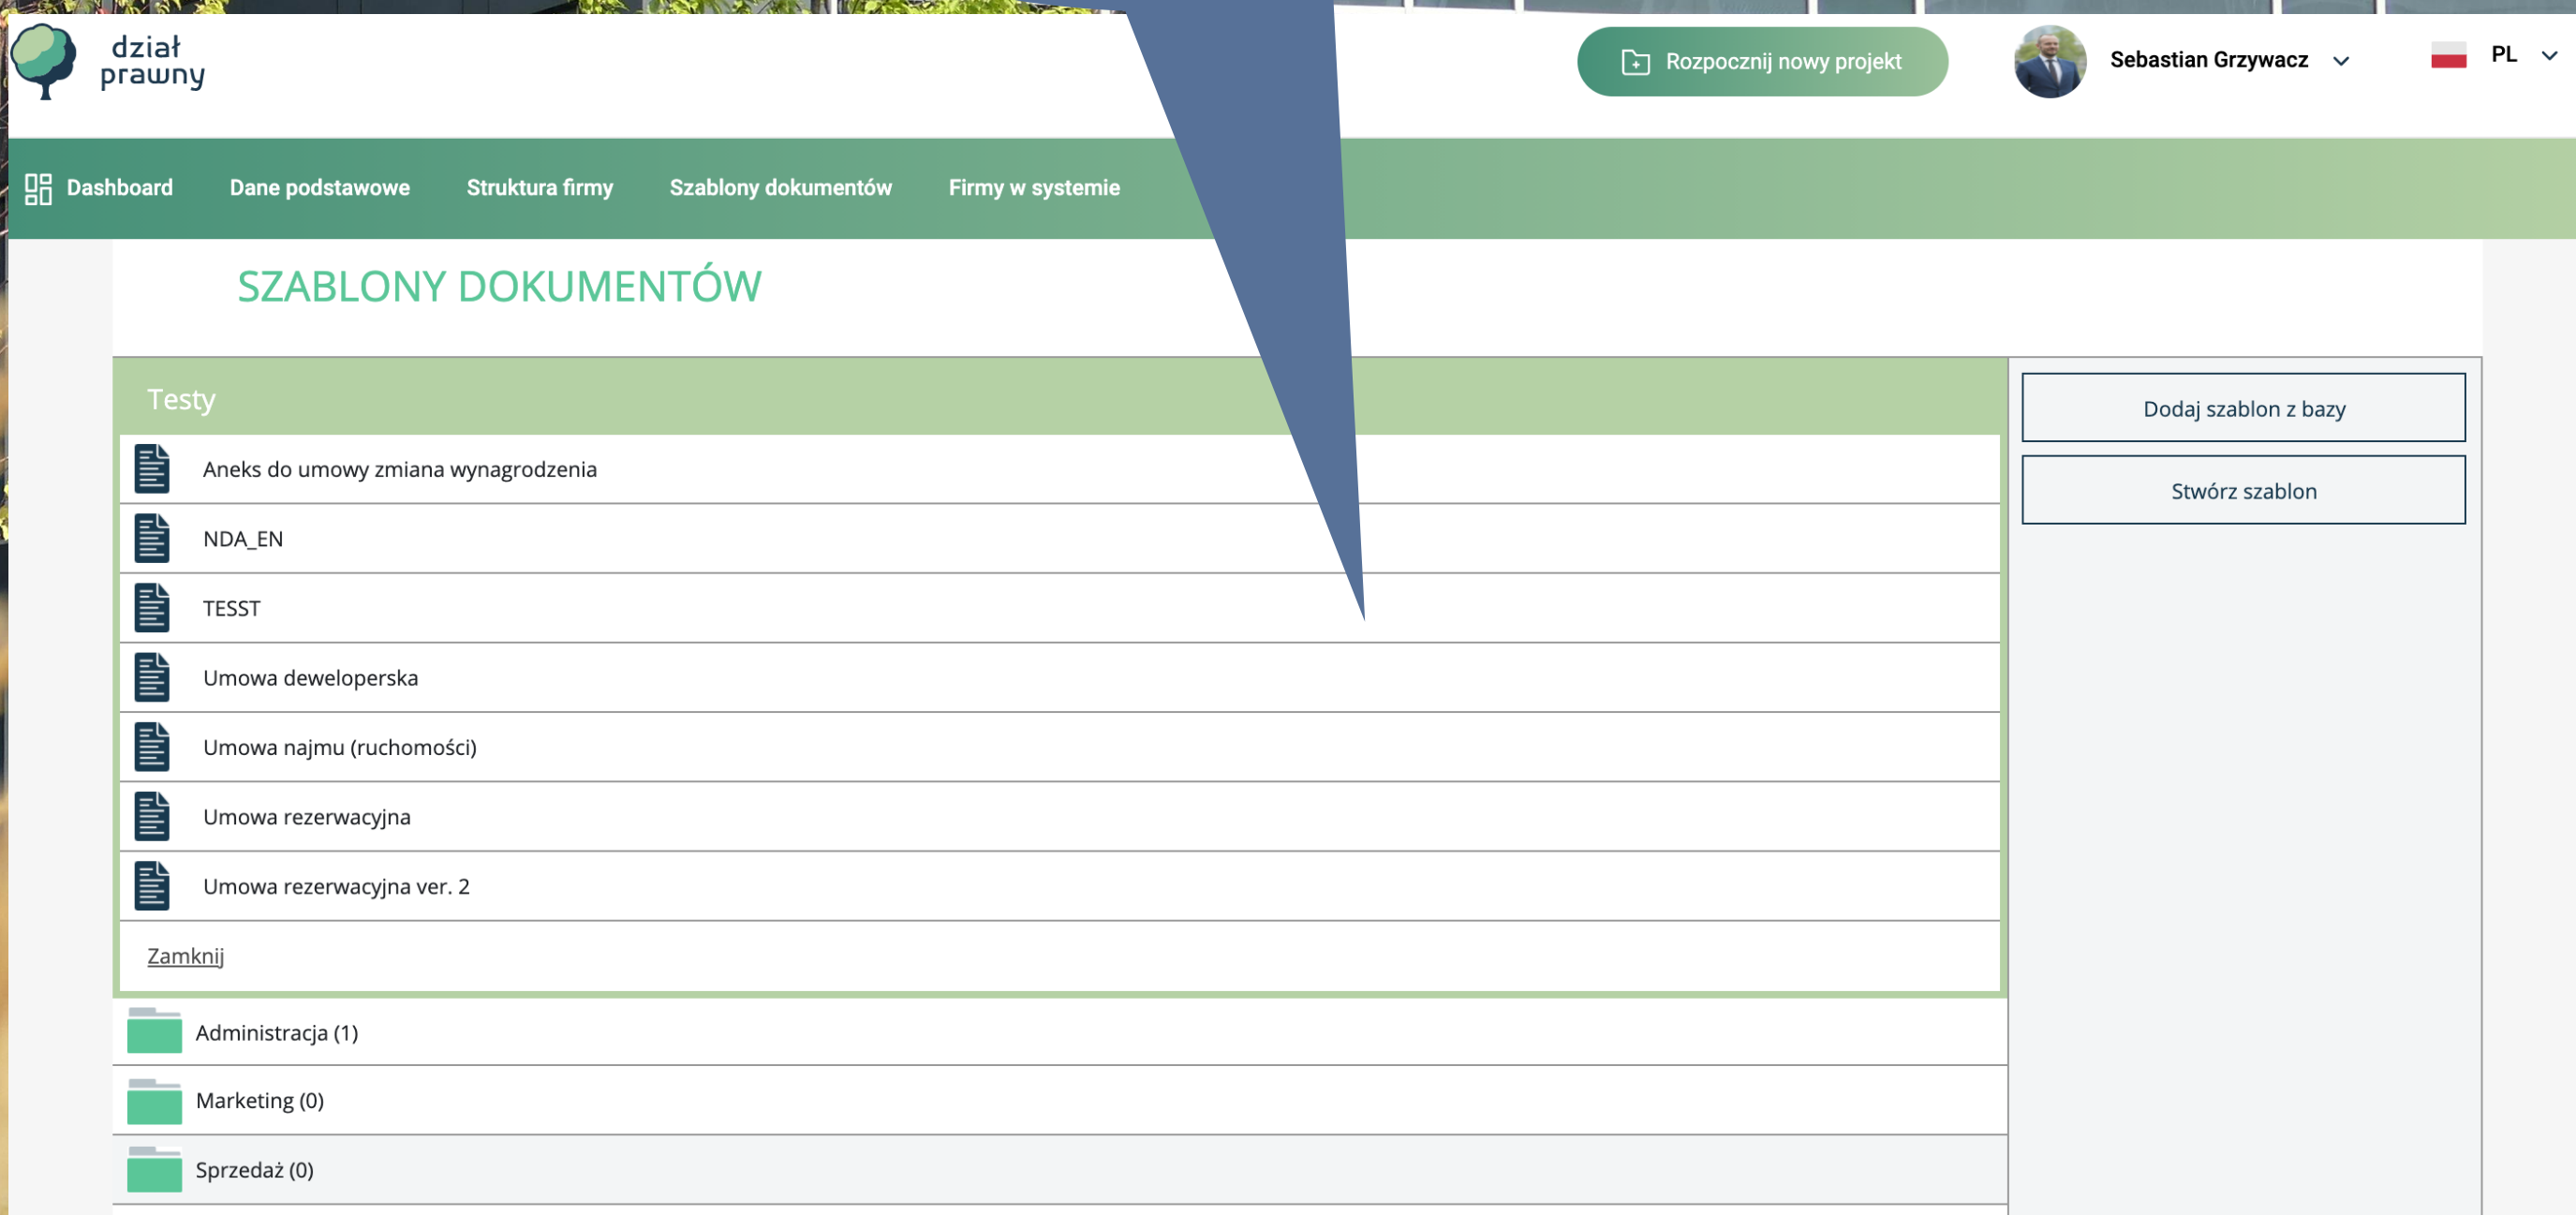 dział
prawny
Rozpocznij nowy projekt
Sebastian Grzywacz
PL
Dashboard
Dane podstawowe
Struktura firmy
Szablony dokumentów
Firmy w systemie
SZABLONY DOKUMENTÓW
Testy
Dodaj szablon z bazy
Stwórz szablon
Aneks do umowy zmiana wynagrodzenia
NDA_EN
TESST
Umowa deweloperska
Umowa najmu (ruchomości)
Umowa rezerwacyjna
Umowa rezerwacyjna ver. 2
Zamknij
Administracja (1)
Marketing (0)
Sprzedaż (0)